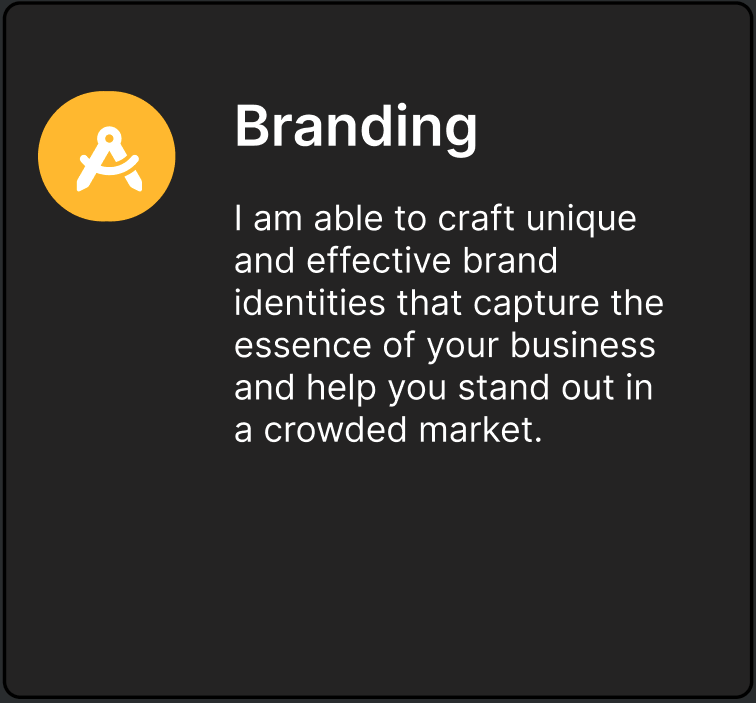 Branding
I am able to craft unique
and effective brand
identities that capture the
essence of your business
and help you stand out in
a crowded market.